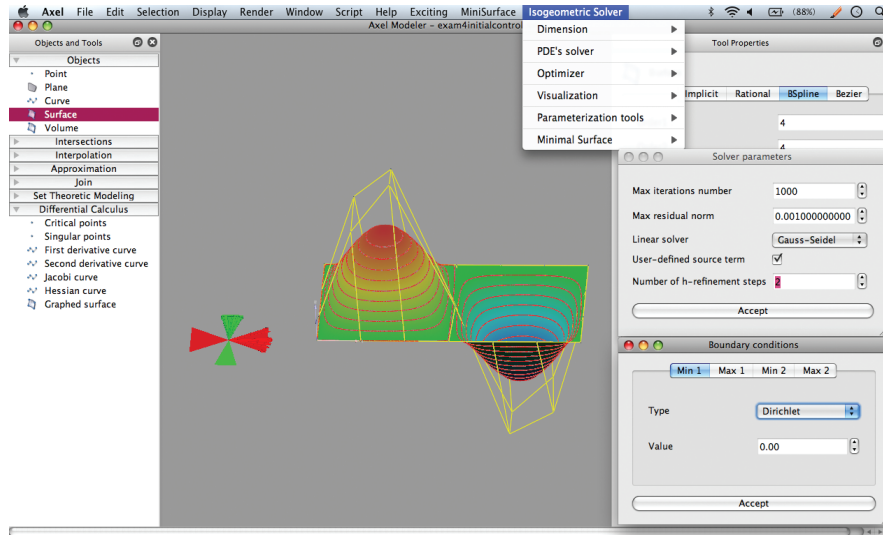 Axel File Edit Selection Display Render Window Script Help Exciting MiniSurface Isogeometric Solver (88%)
Axel Modeler - exam4initialcontrol
Objects and Tools
Objects
Point
Plane
Curve
Surface
Volume
Intersections
Interpolation
Approximation
Join
Set Theoretic Modeling
Differential Calculus
Critical points
Singular points
First derivative curve
Second derivative curve
Jacobi curve
Hessian curve
Graphed surface
Dimension
PDE's solver
Optimizer
Visualization
Parameterization tools
Minimal Surface
Tool Properties
Implicit Rational BSpline Bezier
4
4
Solver parameters
Max iterations number 1000
Max residual norm 0.001000000000
Linear solver Gauss-Seidel
User-defined source term
Number of h-refinement steps 2
Accept
Boundary conditions
Min 1 Max 1 Min 2 Max 2
Type Dirichlet
Value 0.00
Accept